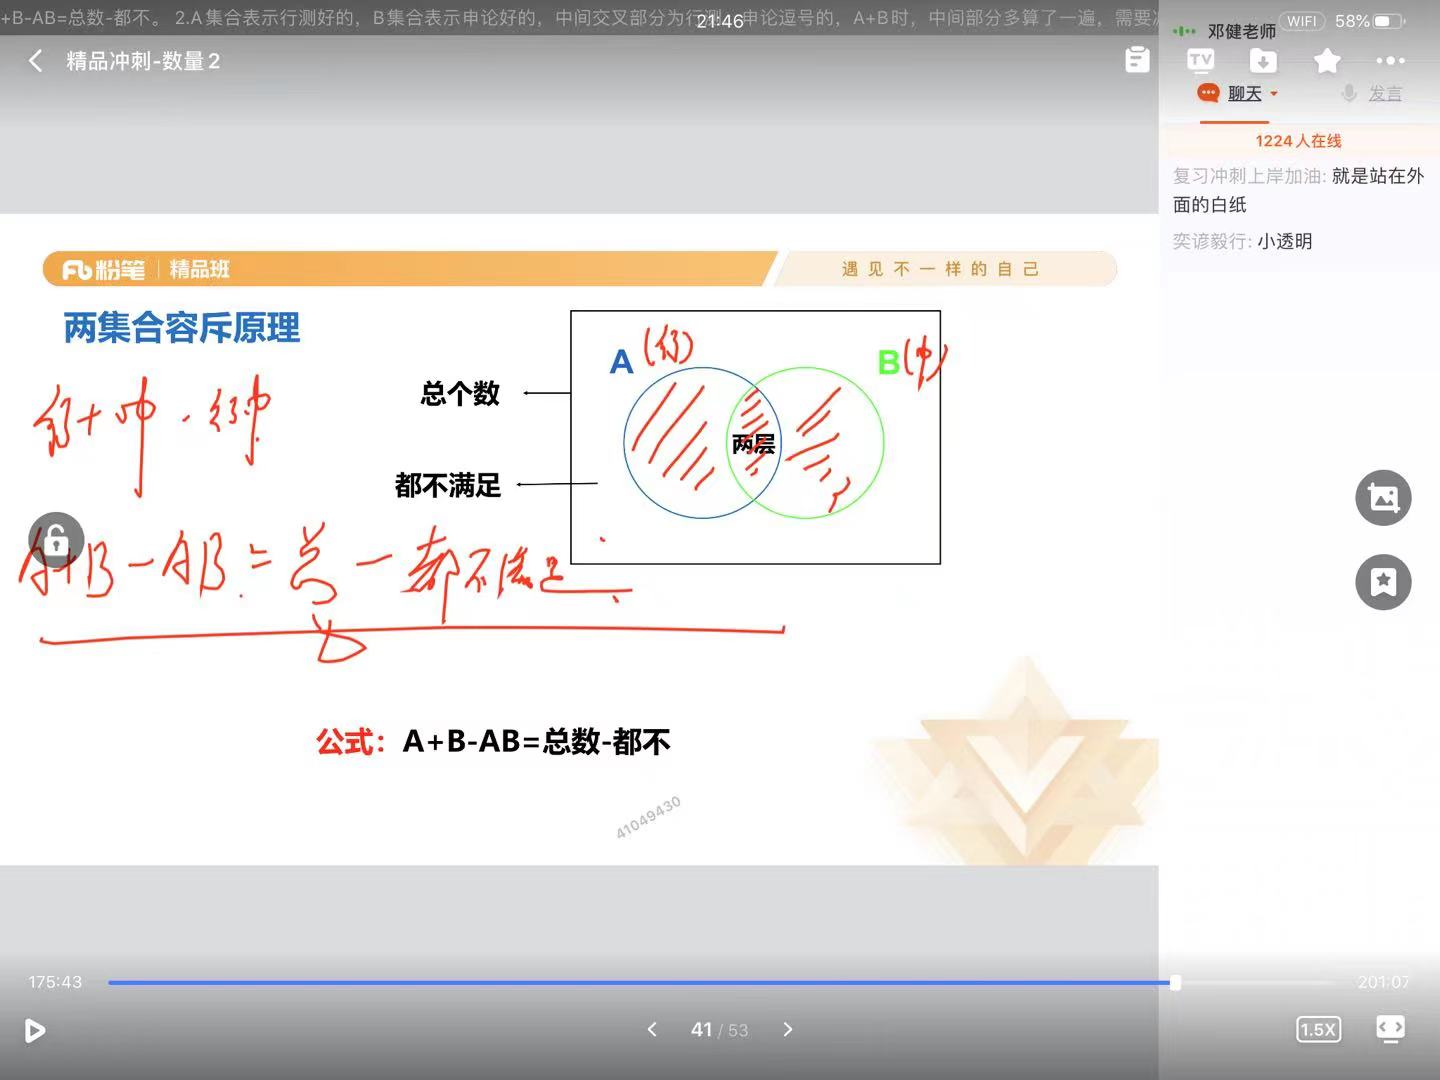 +B-AB=总数-都不。 2.A集合表示行测好的，B集合表示申论好的，中间交叉部分为行测、申论逗号的，A+B时，中间部分多算了一遍，需要
21:46
WIFI 58%
精品冲刺-数量2
邓健老师
TV
聊天 发言
1224人在线
复习冲刺上岸加油: 就是站在外
面的白纸
奕谚毅行: 小透明
粉笔 精品班
遇见不一样的自己
两集合容斥原理
A (行)
B (申)
总个数
两层
都不满足
A+B-AB=总-都不满足
公式：A+B-AB=总数-都不
41049430
175:43
201:07
41 / 53
1.5X